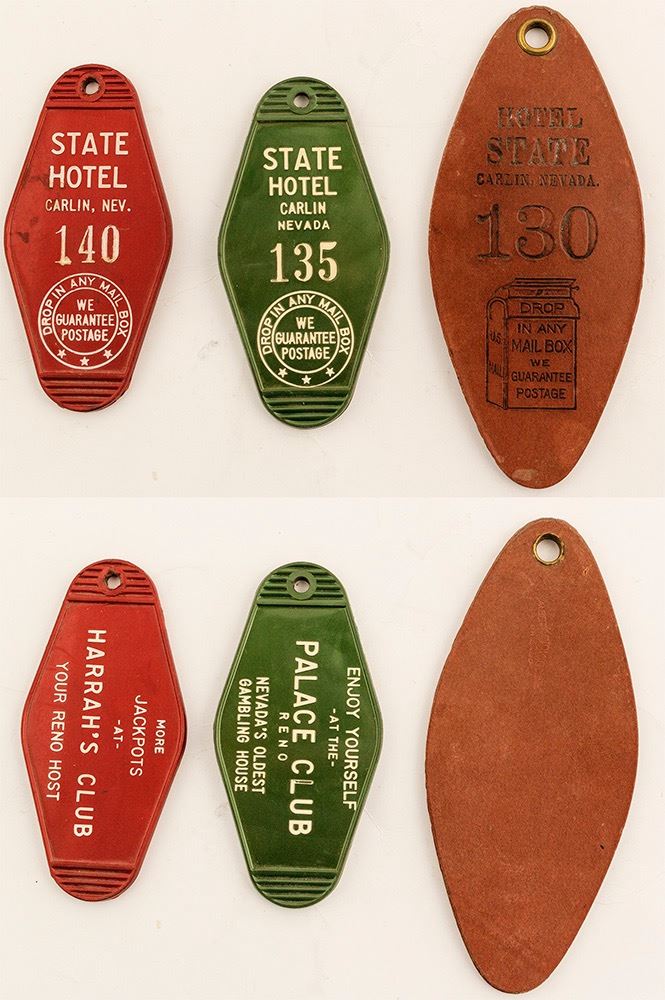 STATE
HOTEL
CARLIN, NEV.
140
DROP IN ANY MAIL BOX
WE
GUARANTEE
POSTAGE
STATE
HOTEL
CARLIN
NEVADA
135
DROP IN ANY MAIL BOX
WE
GUARANTEE
POSTAGE
HOTEL
STATE
CARLIN, NEVADA.
130
U.S.
MAIL
DROP
IN ANY
MAIL BOX
WE
GUARANTEE
POSTAGE
MORE
JACKPOTS
-AT-
HARRAH'S CLUB
YOUR RENO HOST
ENJOY YOURSELF
-AT THE-
PALACE CLUB
RENO
NEVADA'S OLDEST
GAMBLING HOUSE